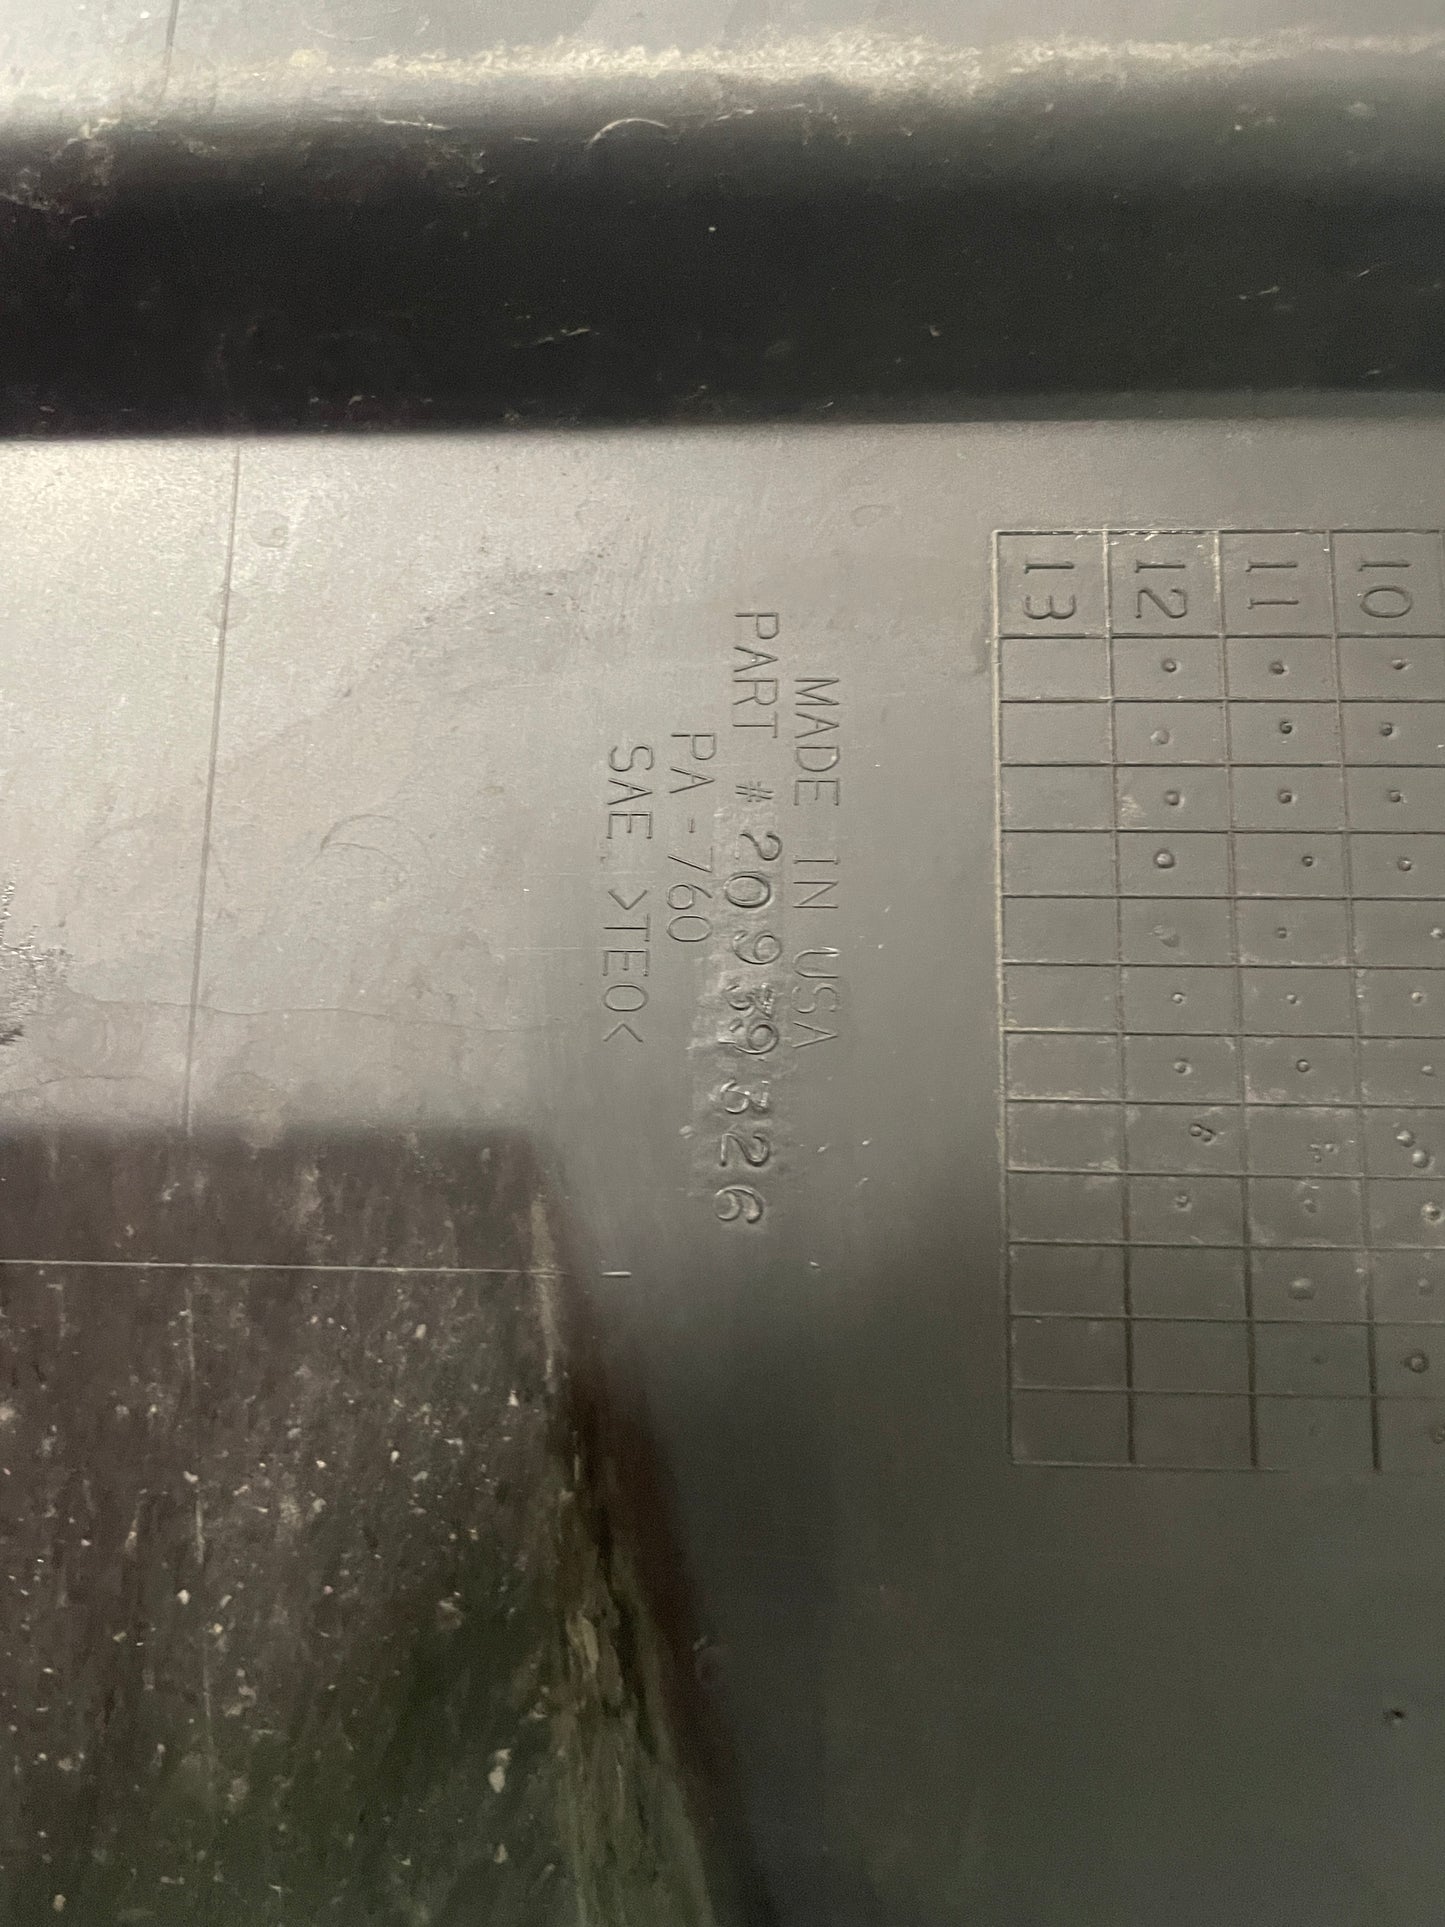 10
11
12
13
MADE IN USA
PART # 20939326
PA-760
SAE >TEO<